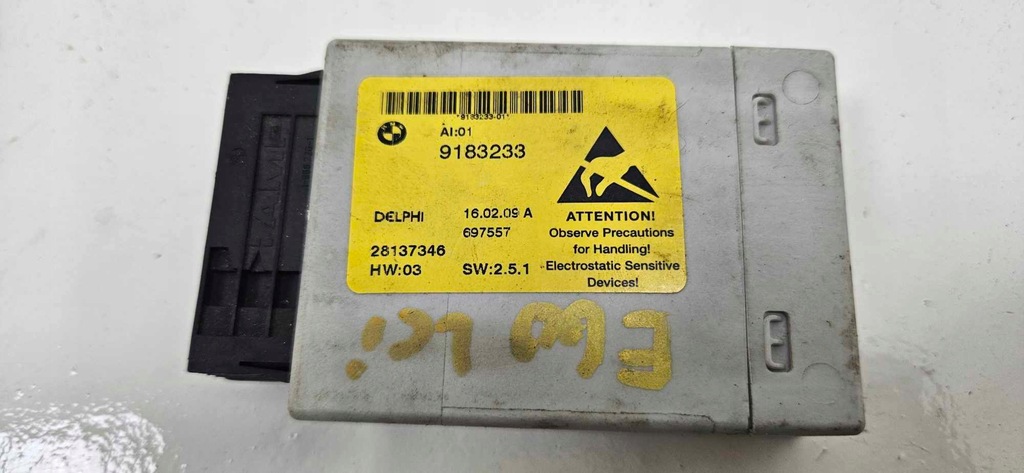 *9183233-01*
AI:01
9183233
DELPHI
16.02.09 A
697557
28137346
HW:03
SW:2.5.1
ATTENTION!
Observe Precautions
for Handling!
Electrostatic Sensitive
Devices!
E60 LCi